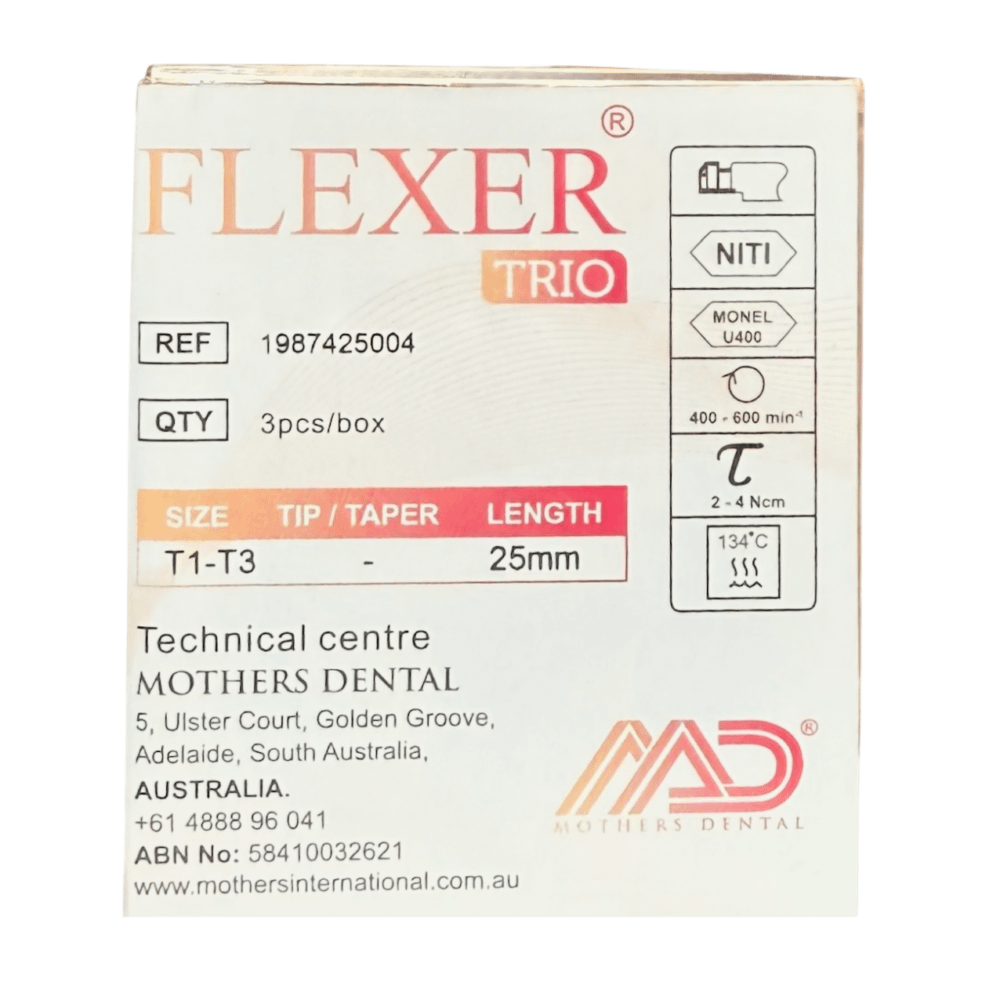 FLEXER®
TRIO
REF 1987425004
QTY 3pcs/box
SIZE TIP / TAPER LENGTH
T1-T3 - 25mm
NITI
MONEL
U400
400 - 600 min⁻¹
τ
2 - 4 Ncm
134°C
Technical centre
MOTHERS DENTAL
5, Ulster Court, Golden Groove,
Adelaide, South Australia,
AUSTRALIA.
+61 4888 96 041
ABN No: 58410032621
www.mothersinternational.com.au
MD®
MOTHERS DENTAL